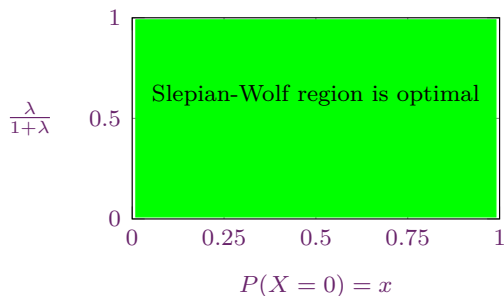 1
Slepian-Wolf region is optimal
λ/(1+λ)
0.5
0
0 0.25 0.5 0.75 1
P(X = 0) = x